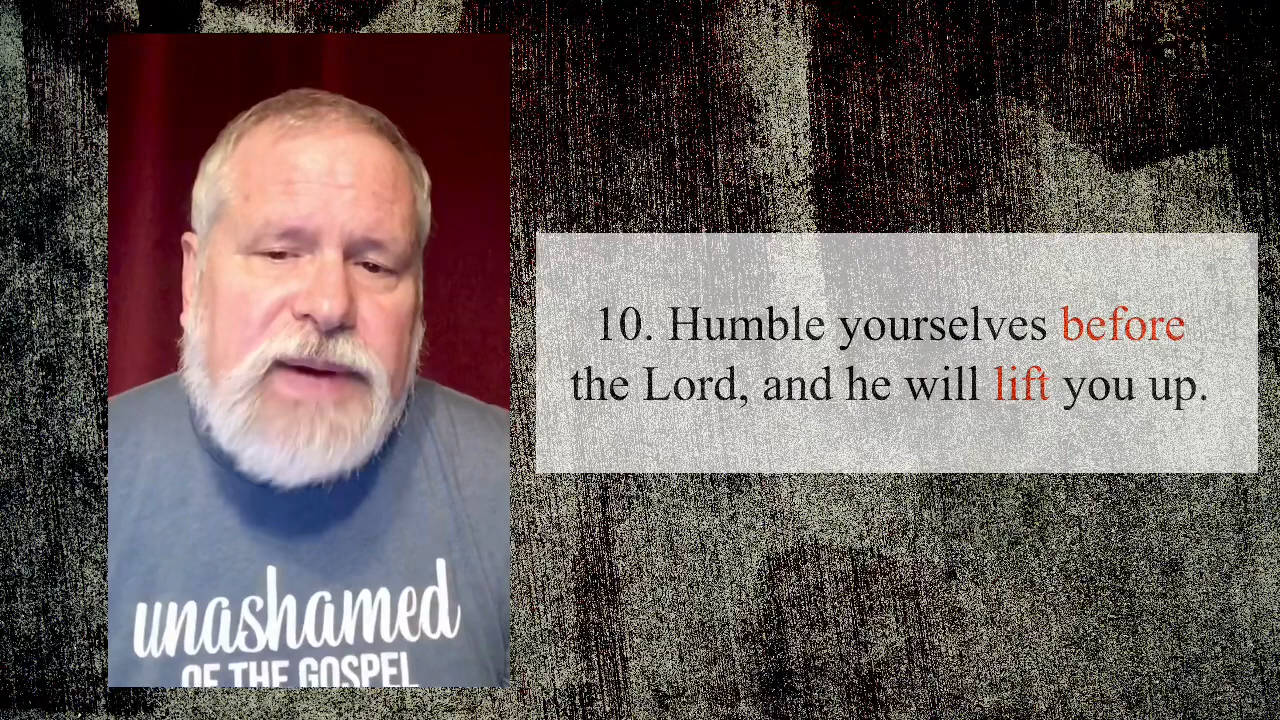 10. Humble yourselves before
the Lord, and he will lift you up.
unashamed
OF THE GOSPEL